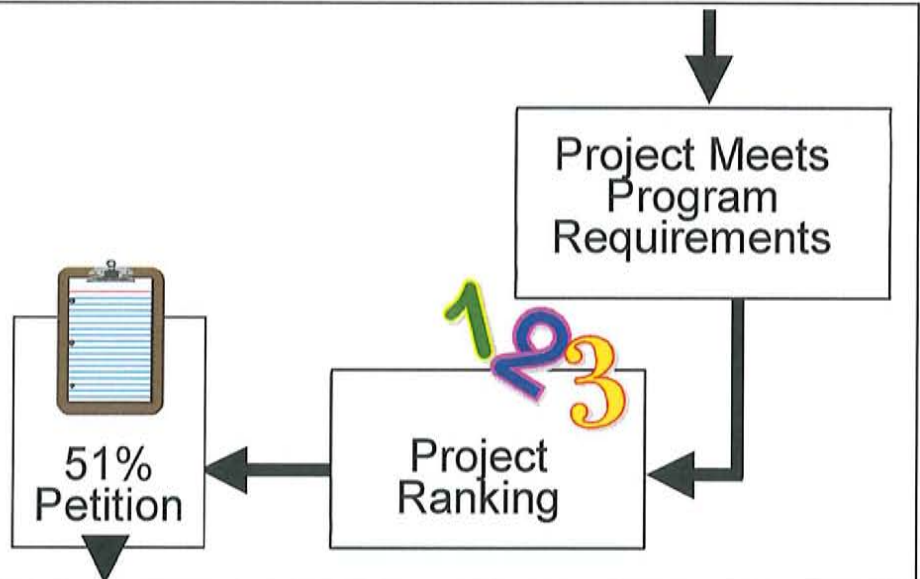 Project Meets
Program
Requirements
1 2 3
Project
Ranking
51%
Petition